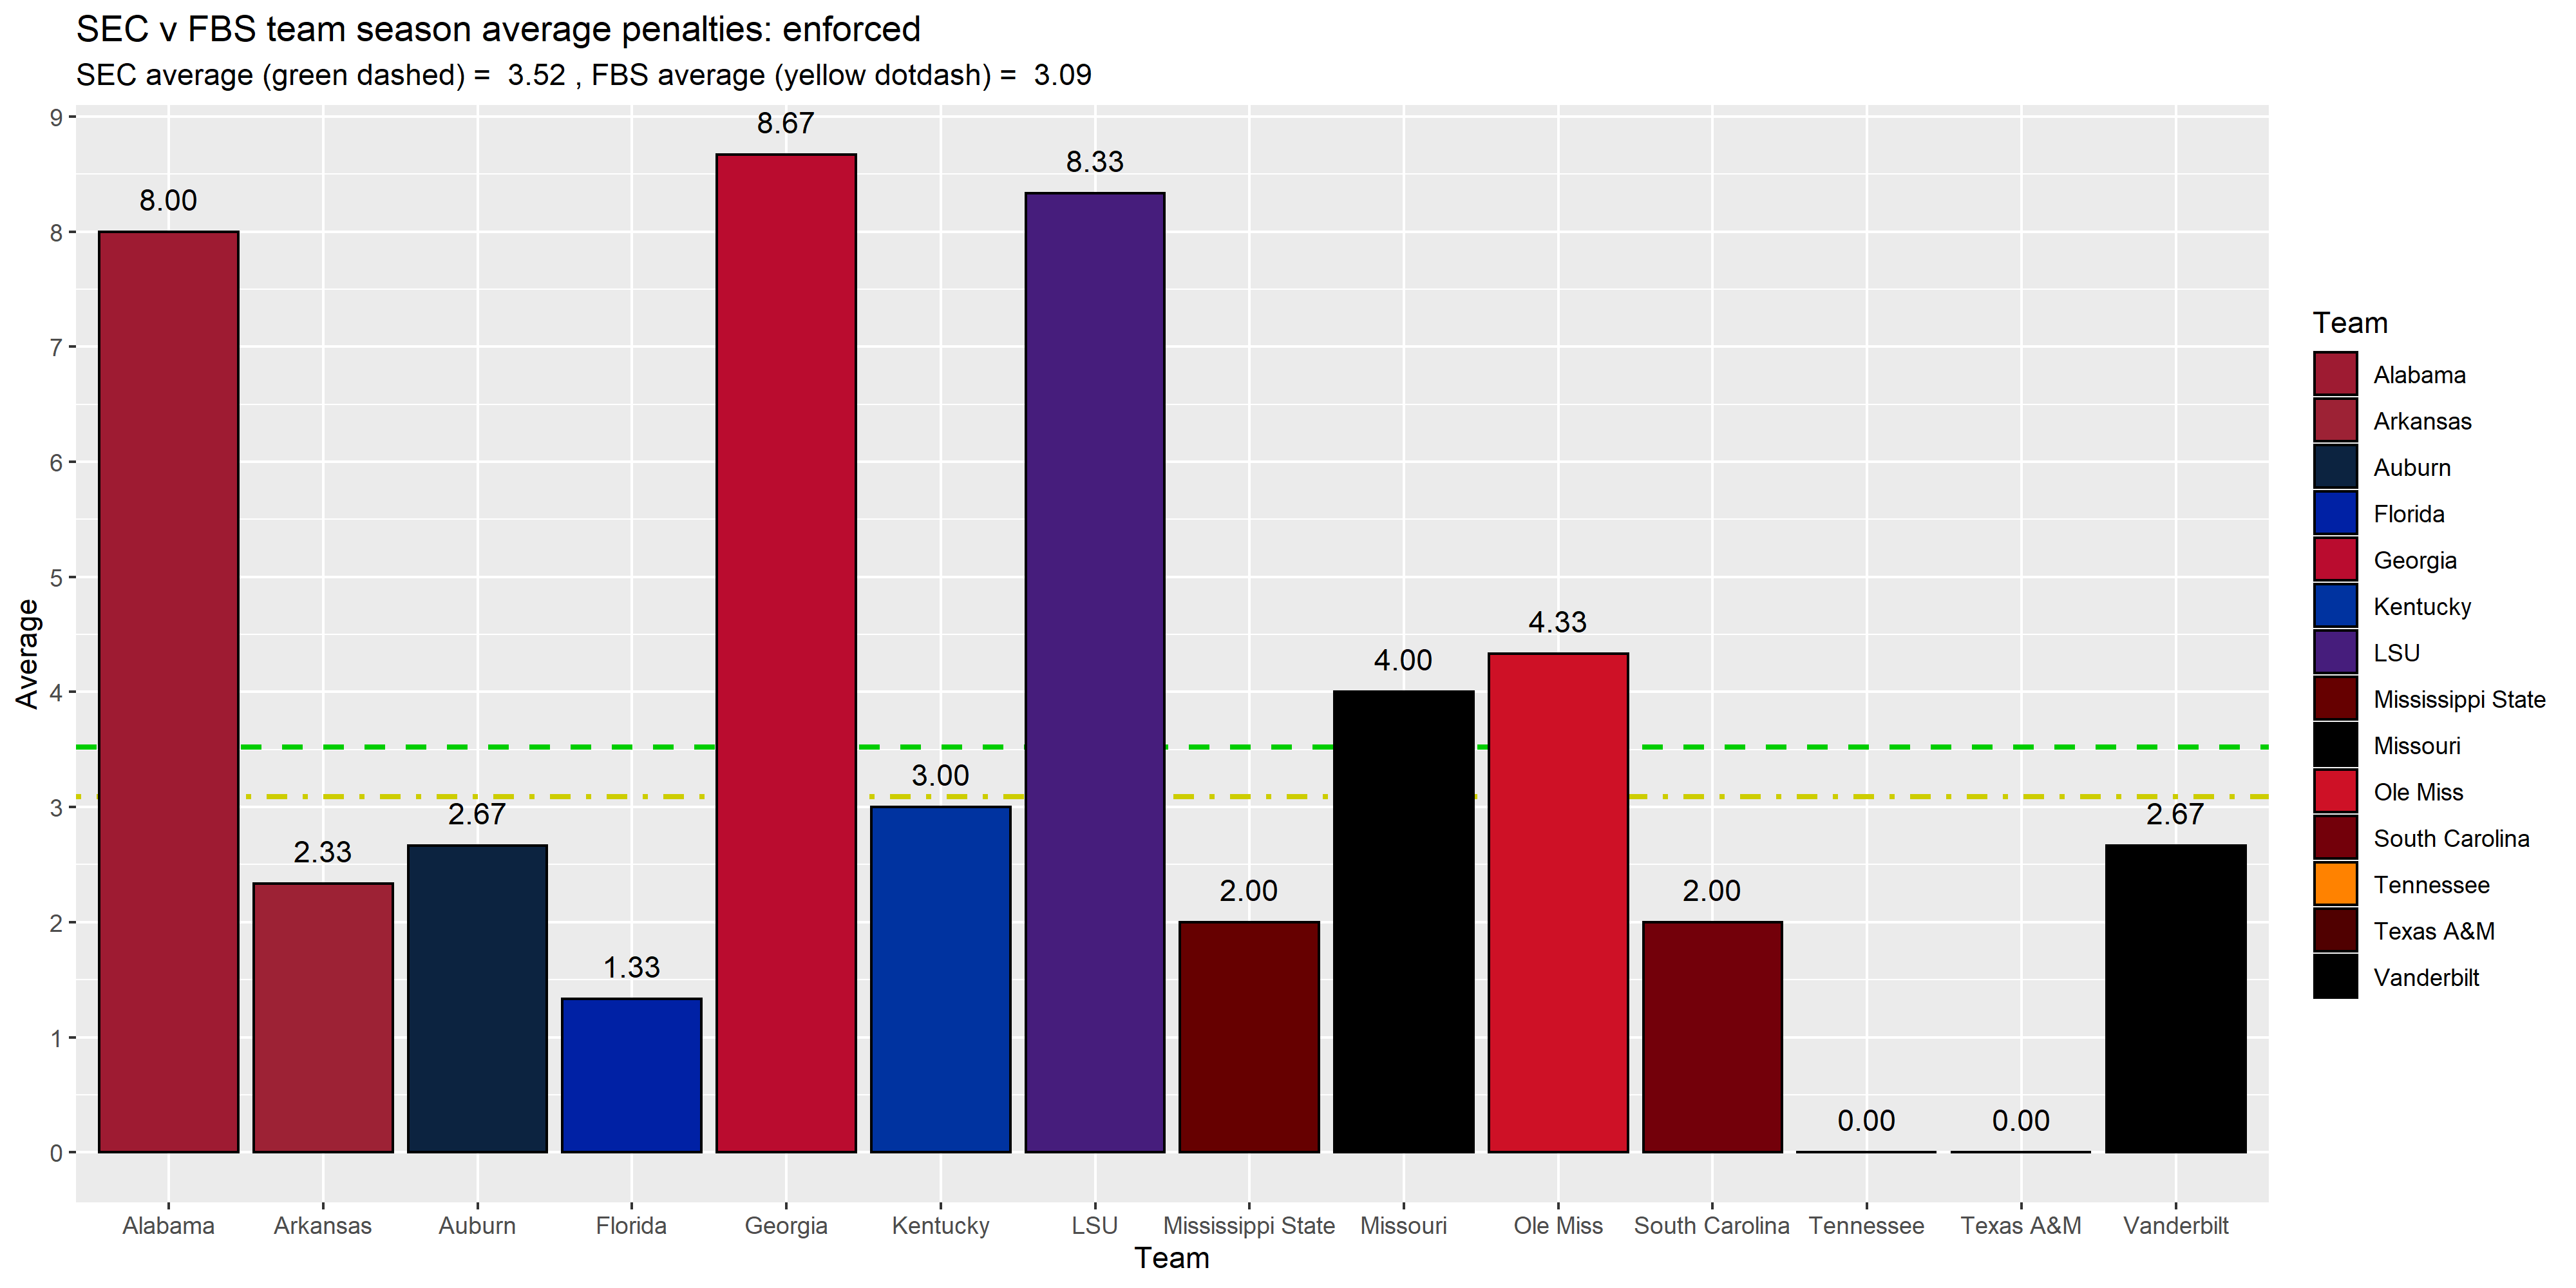 SEC v FBS team season average penalties: enforced
SEC average (green dashed) =  3.52 , FBS average (yellow dotdash) =  3.09
Average
9
8
7
6
5
4
3
2
1
0
8.00
2.33
2.67
1.33
8.67
3.00
8.33
2.00
4.00
4.33
2.00
0.00
0.00
2.67
Alabama
Arkansas
Auburn
Florida
Georgia
Kentucky
LSU
Mississippi State
Missouri
Ole Miss
South Carolina
Tennessee
Texas A&M
Vanderbilt
Team
Team
Alabama
Arkansas
Auburn
Florida
Georgia
Kentucky
LSU
Mississippi State
Missouri
Ole Miss
South Carolina
Tennessee
Texas A&M
Vanderbilt